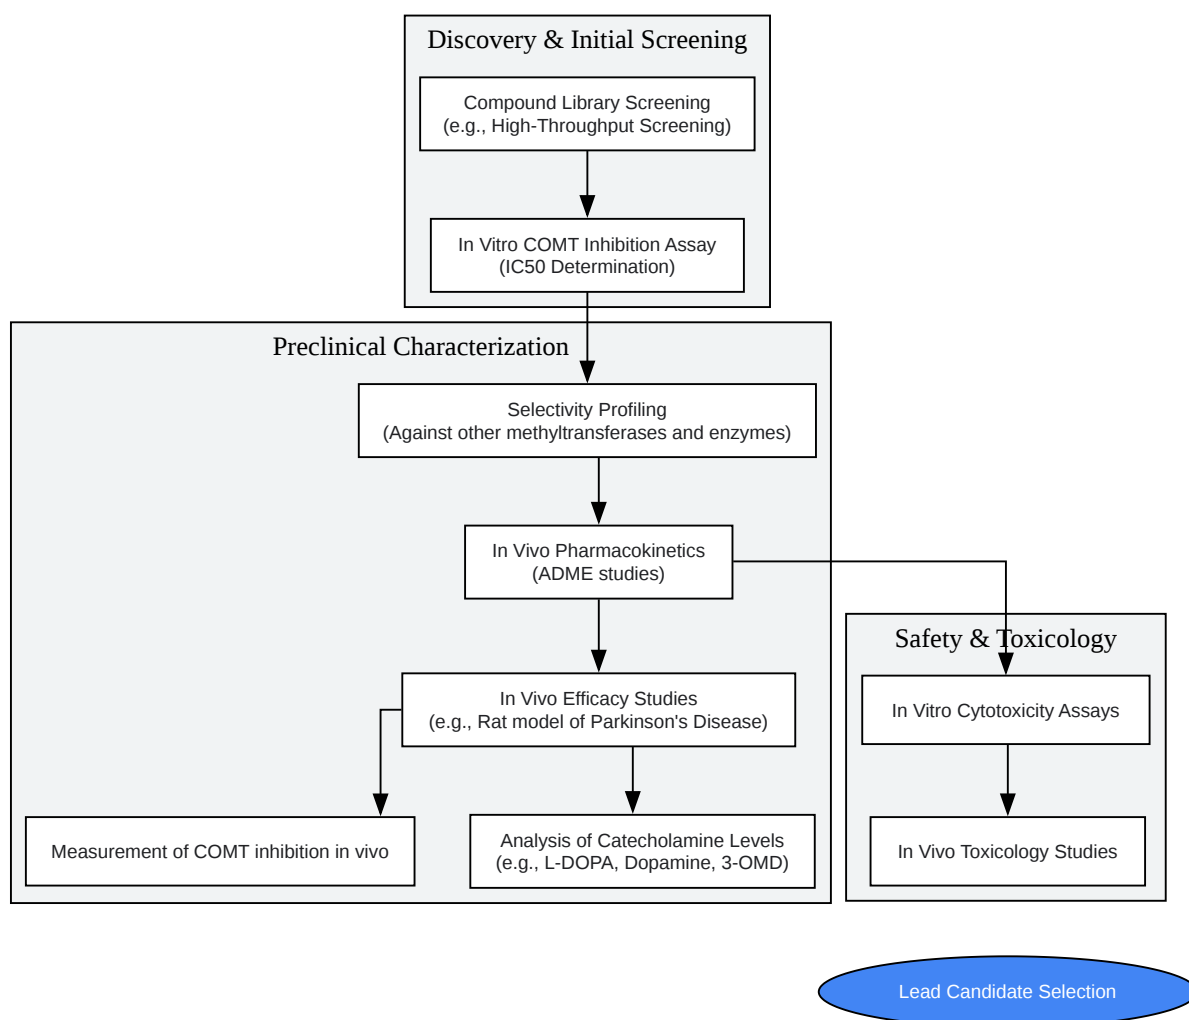 Discovery & Initial Screening
Compound Library Screening
(e.g., High-Throughput Screening)
In Vitro COMT Inhibition Assay
(IC50 Determination)
Preclinical Characterization
Selectivity Profiling
(Against other methyltransferases and enzymes)
In Vivo Pharmacokinetics
(ADME studies)
In Vivo Efficacy Studies
(e.g., Rat model of Parkinson's Disease)
Measurement of COMT inhibition in vivo
Analysis of Catecholamine Levels
(e.g., L-DOPA, Dopamine, 3-OMD)
Safety & Toxicology
In Vitro Cytotoxicity Assays
In Vivo Toxicology Studies
Lead Candidate Selection